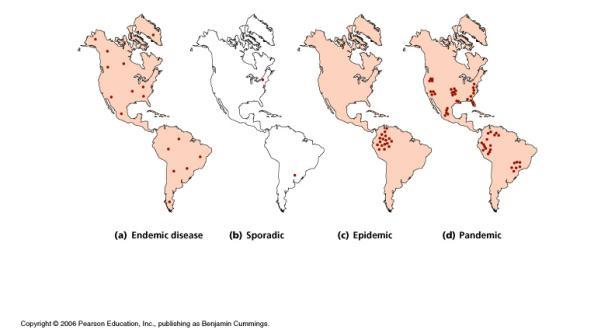 (a) Endemic disease
(b) Sporadic
(c) Epidemic
(d) Pandemic
Copyright © 2006 Pearson Education, Inc., publishing as Benjamin Cummings.